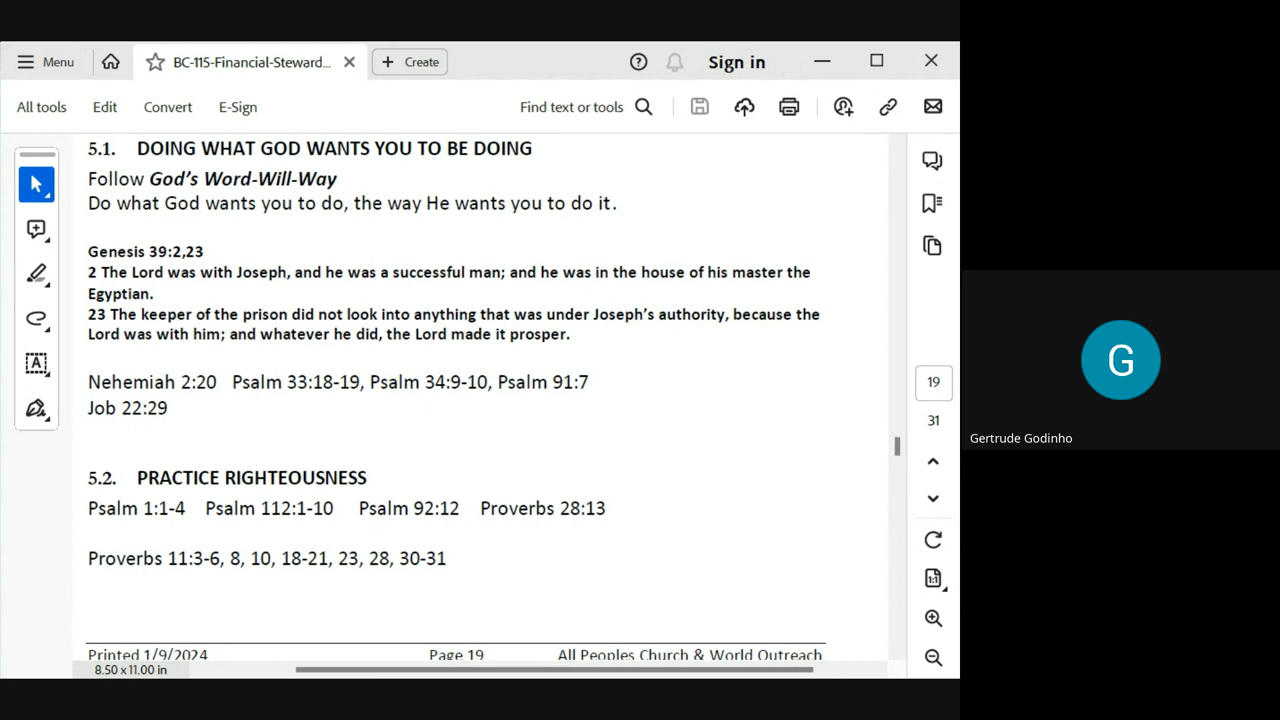 Menu
BC-115-Financial-Steward...
Create
Sign in
All tools
Edit
Convert
E-Sign
Find text or tools
5.1. DOING WHAT GOD WANTS YOU TO BE DOING
Follow God's Word-Will-Way
Do what God wants you to do, the way He wants you to do it.
Genesis 39:2,23
2 The Lord was with Joseph, and he was a successful man; and he was in the house of his master the
Egyptian.
23 The keeper of the prison did not look into anything that was under Joseph's authority, because the
Lord was with him; and whatever he did, the Lord made it prosper.
Nehemiah 2:20 Psalm 33:18-19, Psalm 34:9-10, Psalm 91:7
Job 22:29
5.2. PRACTICE RIGHTEOUSNESS
Psalm 1:1-4 Psalm 112:1-10 Psalm 92:12 Proverbs 28:13
Proverbs 11:3-6, 8, 10, 18-21, 23, 28, 30-31
Printed 1/9/2024 Page 19 All Peoples Church & World Outreach
8.50 x 11.00 in
19
31
1:1
G
Gertrude Godinho